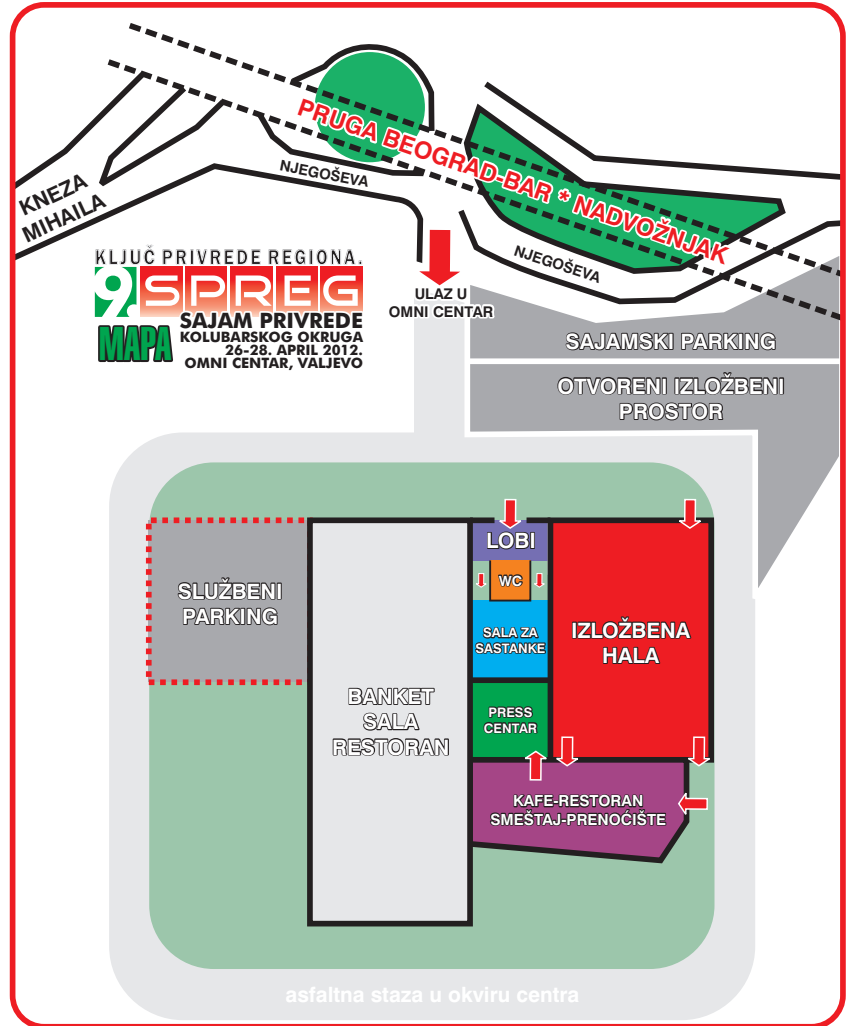 PRUGA BEOGRAD-BAR * NADVOŽNJAK
KNEZA
MIHAILA
NJEGOŠEVA
NJEGOŠEVA
KLJUČ PRIVREDE REGIONA.
9. SPREG
MAPA
SAJAM PRIVREDE
KOLUBARSKOG OKRUGA
26-28. APRIL 2012.
OMNI CENTAR, VALJEVO
ULAZ U
OMNI CENTAR
SAJAMSKI PARKING
OTVORENI IZLOŽBENI
PROSTOR
SLUŽBENI
PARKING
BANKET
SALA
RESTORAN
LOBI
WC
SALA ZA
SASTANKE
PRESS
CENTAR
IZLOŽBENA
HALA
KAFE-RESTORAN
SMEŠTAJ-PRENOĆIŠTE
asfaltna staza u okviru centra